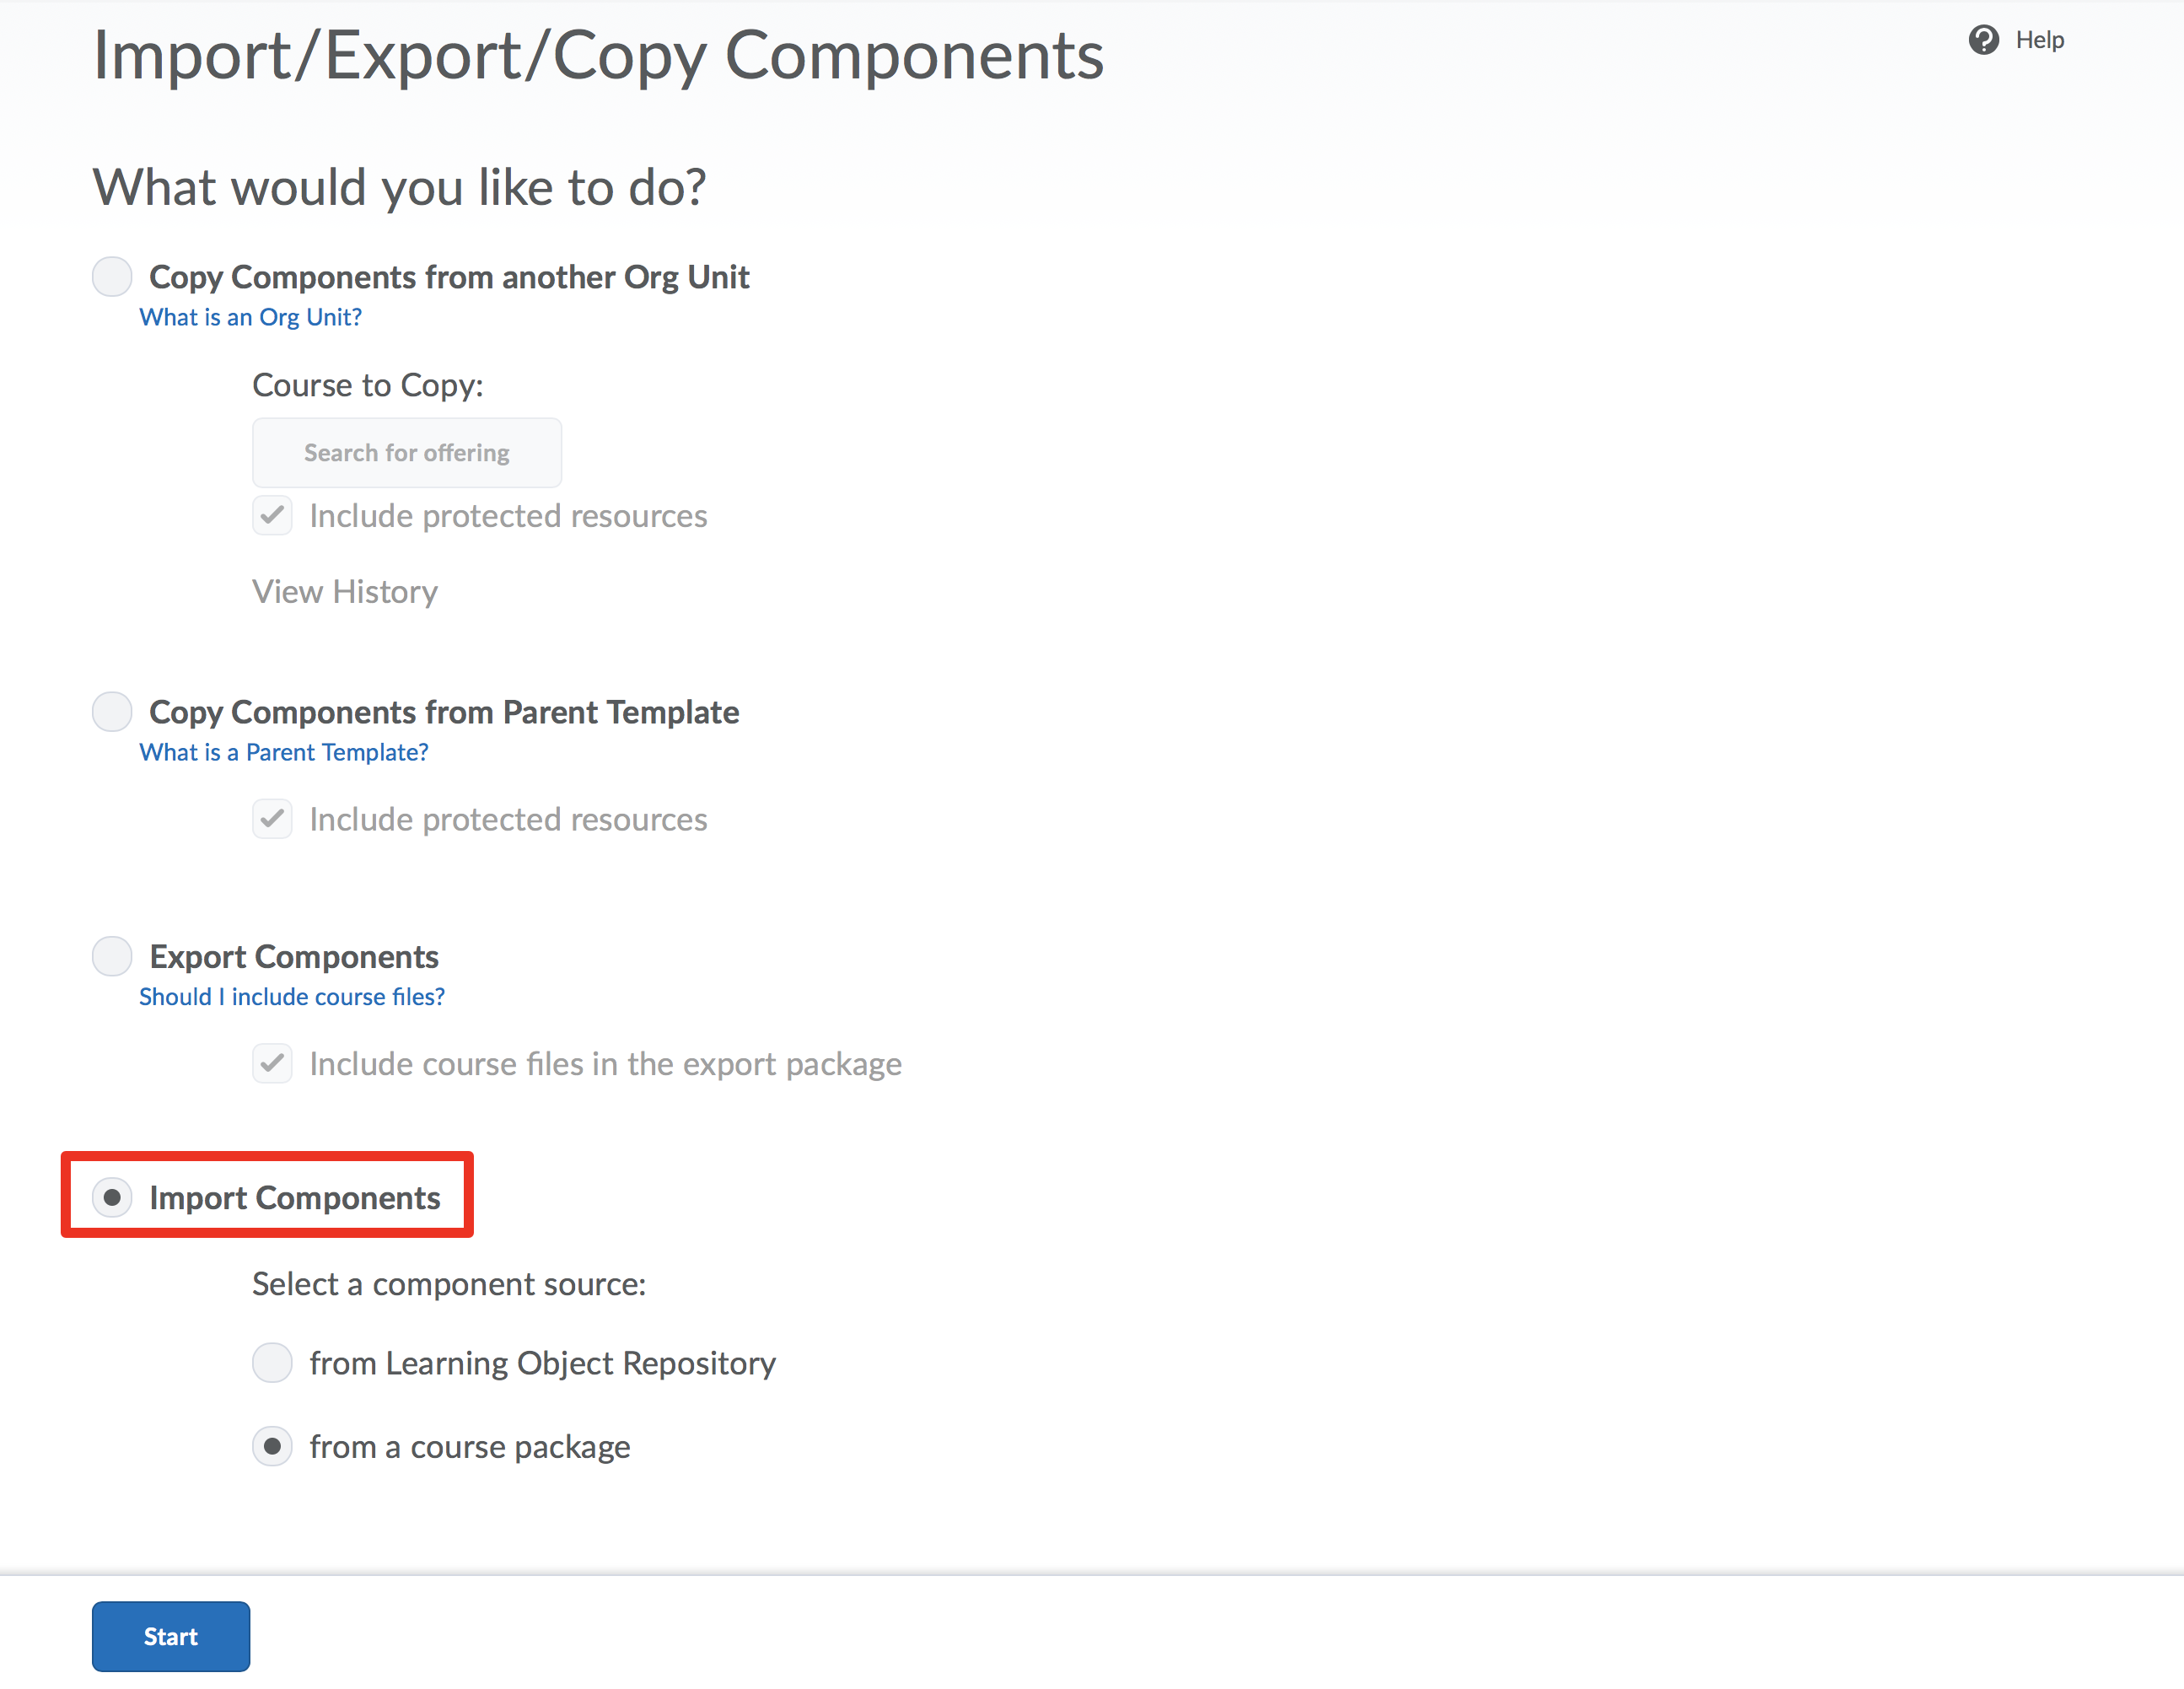 Import/Export/Copy Components
Help
What would you like to do?
Copy Components from another Org Unit
What is an Org Unit?
Course to Copy:
Search for offering
Include protected resources
View History
Copy Components from Parent Template
What is a Parent Template?
Include protected resources
Export Components
Should I include course files?
Include course files in the export package
Import Components
Select a component source:
from Learning Object Repository
from a course package
Start